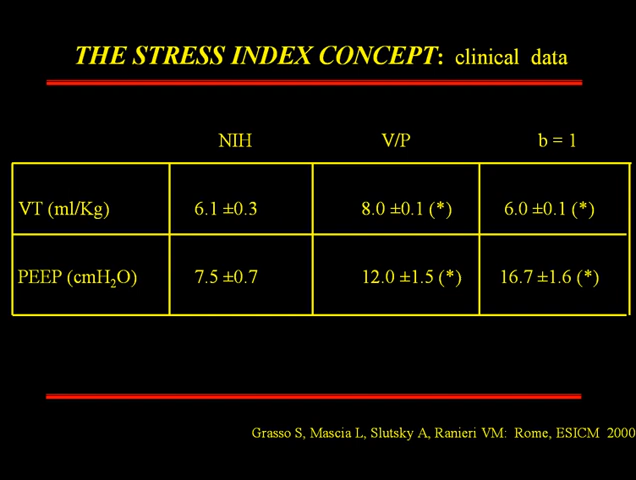 THE STRESS INDEX CONCEPT: clinical data
NIH V/P b = 1
VT (ml/Kg) 6.1 ±0.3 8.0 ±0.1 (*) 6.0 ±0.1 (*)
PEEP (cmH₂O) 7.5 ±0.7 12.0 ±1.5 (*) 16.7 ±1.6 (*)
Grasso S, Mascia L, Slutsky A, Ranieri VM: Rome, ESICM 2000